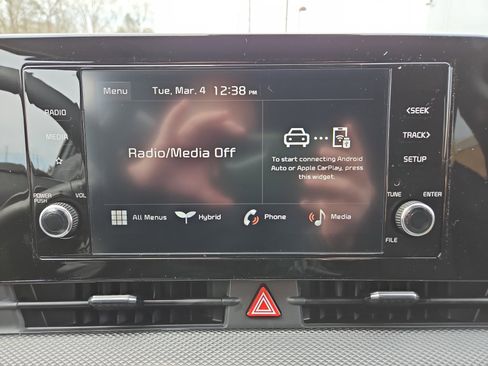 Menu Tue, Mar. 4 12:38 PM
RADIO
MEDIA
POWER PUSH VOL
Radio/Media Off
To start connecting Android
Auto or Apple CarPlay, press
this widget.
All Menus Hybrid Phone Media
<SEEK
TRACK>
SETUP
TUNE ENTER
FILE